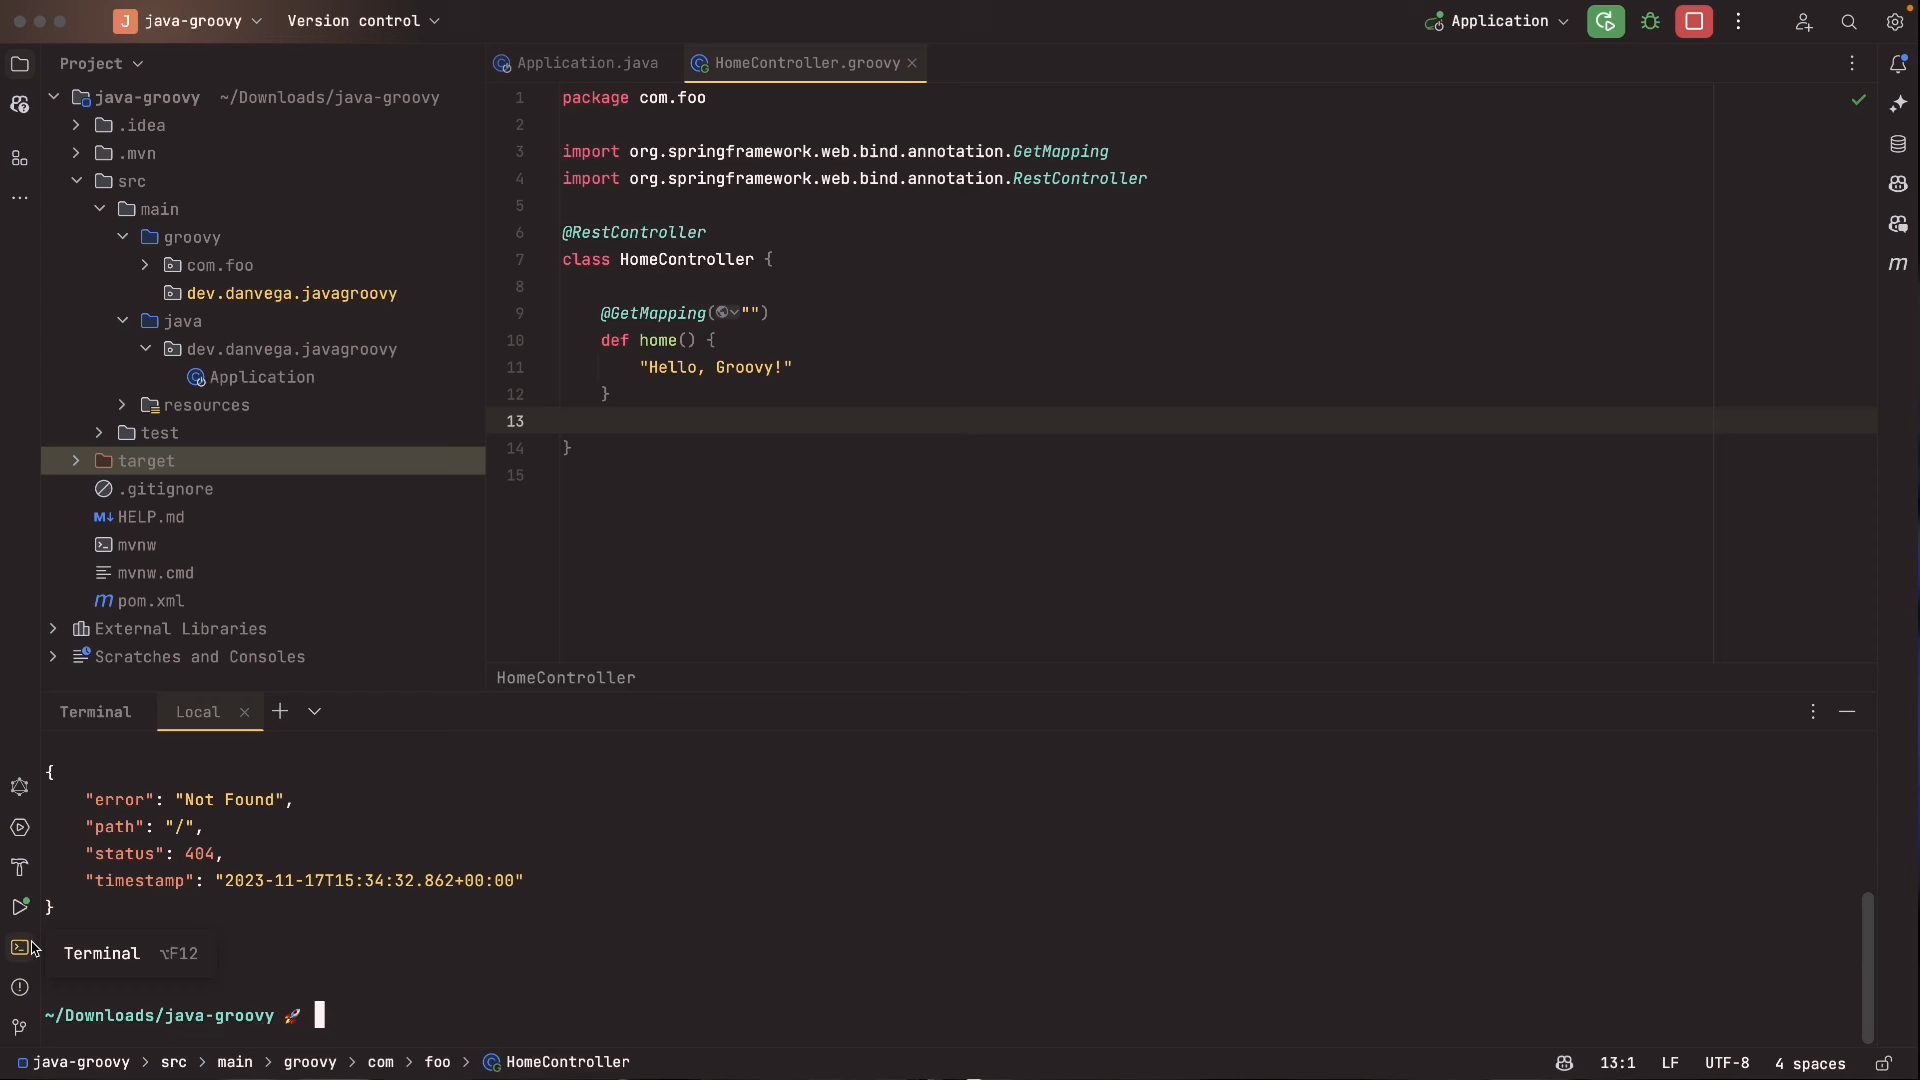 J java-groovy Version control Application
Project
Application.java HomeController.groovy
java-groovy ~/Downloads/java-groovy
.idea
.mvn
src
main
groovy
com.foo
dev.danvega.javagroovy
java
dev.danvega.javagroovy
Application
resources
test
target
.gitignore
M↓ HELP.md
mvnw
mvnw.cmd
m pom.xml
External Libraries
Scratches and Consoles
1 package com.foo
2
3 import org.springframework.web.bind.annotation.GetMapping
4 import org.springframework.web.bind.annotation.RestController
5
6 @RestController
7 class HomeController {
8
9 @GetMapping("")
10 def home() {
11 "Hello, Groovy!"
12 }
13
14 }
15
m
HomeController
Terminal Local
{
"error": "Not Found",
"path": "/",
"status": 404,
"timestamp": "2023-11-17T15:34:32.862+00:00"
}
Terminal ⌥F12
~/Downloads/java-groovy 🚀
java-groovy > src > main > groovy > com > foo > HomeController
13:1 LF UTF-8 4 spaces